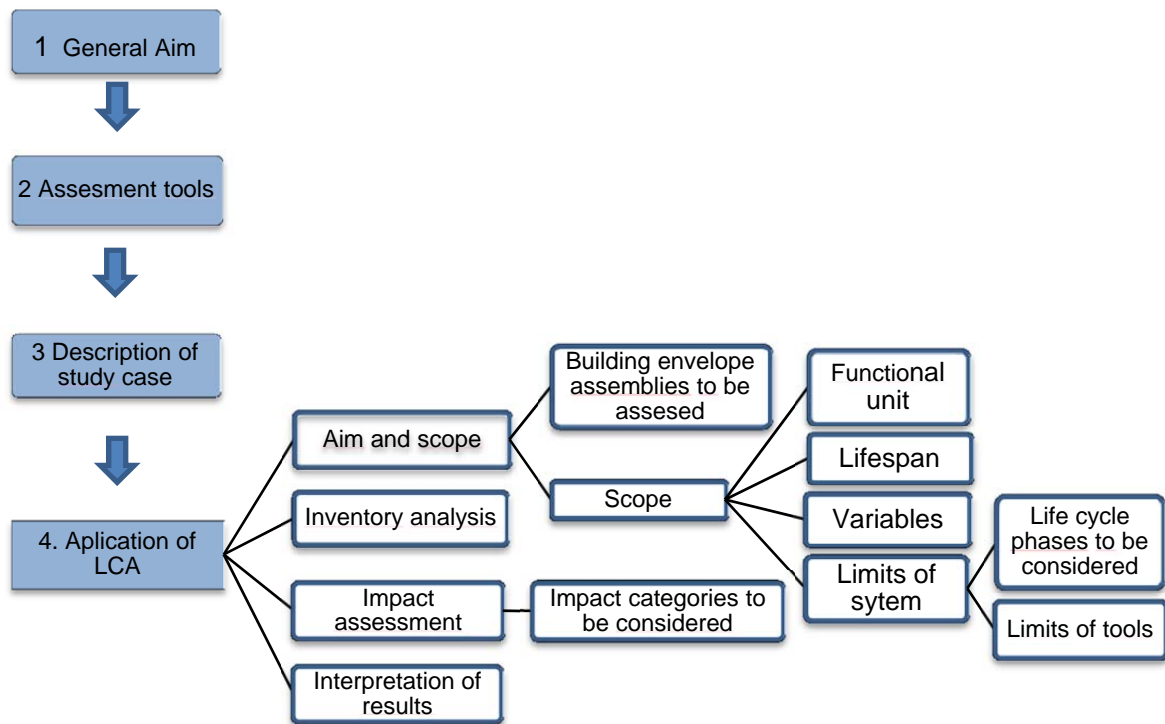 1 General Aim
2 Assesment tools
3 Description of
study case
4. Aplication of
LCA
Aim and scope
Inventory analysis
Impact
assessment
Interpretation of
results
Building envelope
assemblies to be
assesed
Scope
Impact categories to
be considered
Functional
unit
Lifespan
Variables
Limits of
sytem
Life cycle
phases to be
considered
Limits of tools